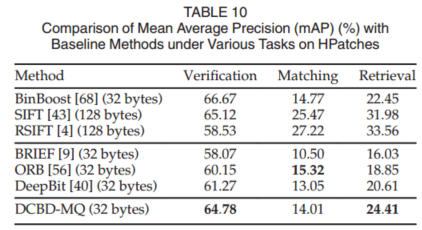 TABLE 10
Comparison of Mean Average Precision (mAP) (%) with
Baseline Methods under Various Tasks on HPatches
Method Verification Matching Retrieval
BinBoost [68] (32 bytes) 66.67 14.77 22.45
SIFT [43] (128 bytes) 65.12 25.47 31.98
RSIFT [4] (128 bytes) 58.53 27.22 33.56
BRIEF [9] (32 bytes) 58.07 10.50 16.03
ORB [56] (32 bytes) 60.15 15.32 18.85
DeepBit [40] (32 bytes) 61.27 13.05 20.61
DCBD-MQ (32 bytes) 64.78 14.01 24.41